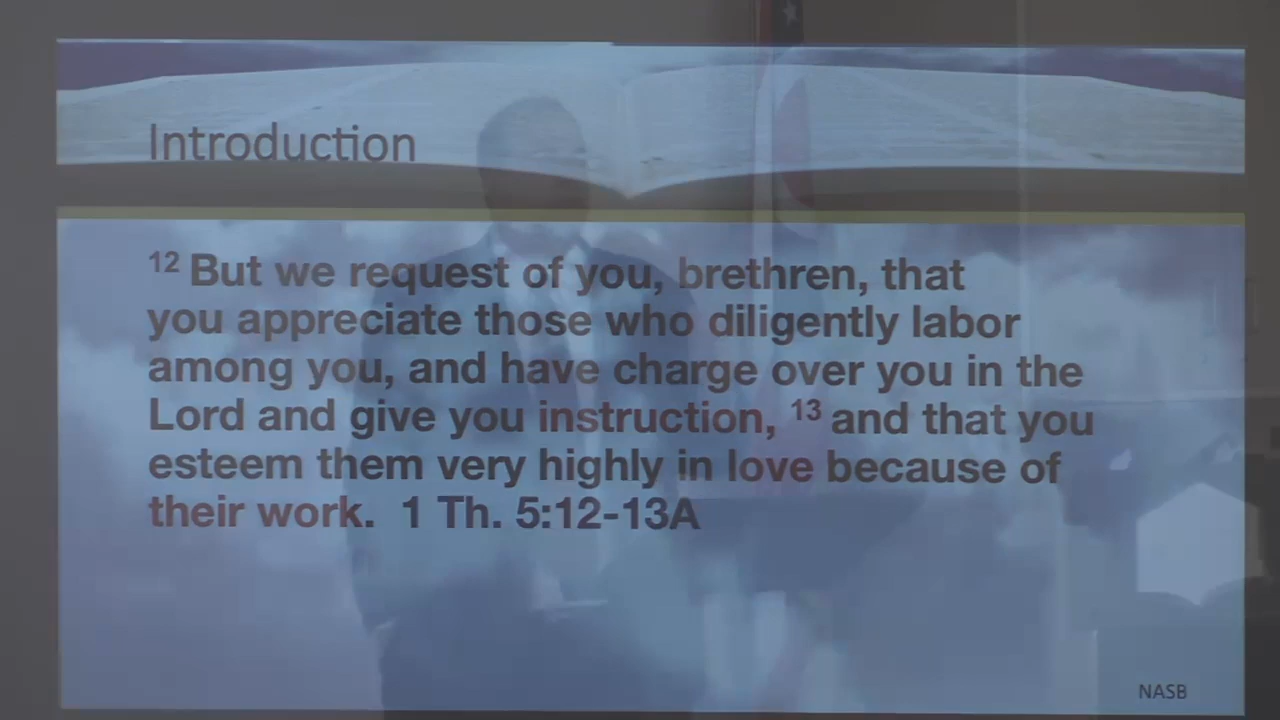 Introduction
12 But we request of you, brethren, that
you appreciate those who diligently labor
among you, and have charge over you in the
Lord and give you instruction, 13 and that you
esteem them very highly in love because of
their work. 1 Th. 5:12-13A
NASB